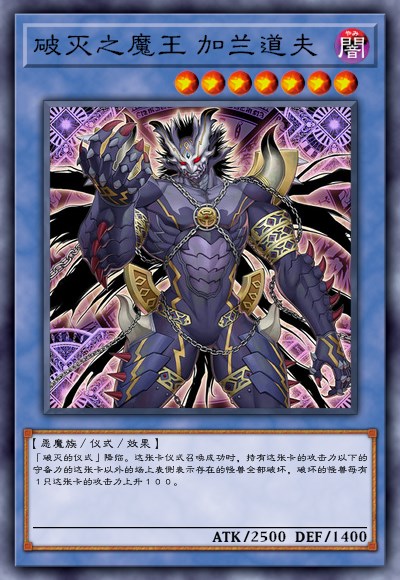 破灭之魔王 加兰道夫
やみ
闇
【恶魔族／仪式／效果】
「破灭的仪式」降临。这张卡仪式召唤成功时，持有这张卡的攻击力以下的
守备力的这张卡以外的场上表侧表示存在的怪兽全部破坏，破坏的怪兽每有
１只这张卡的攻击力上升１００。
ATK/2500 DEF/1400